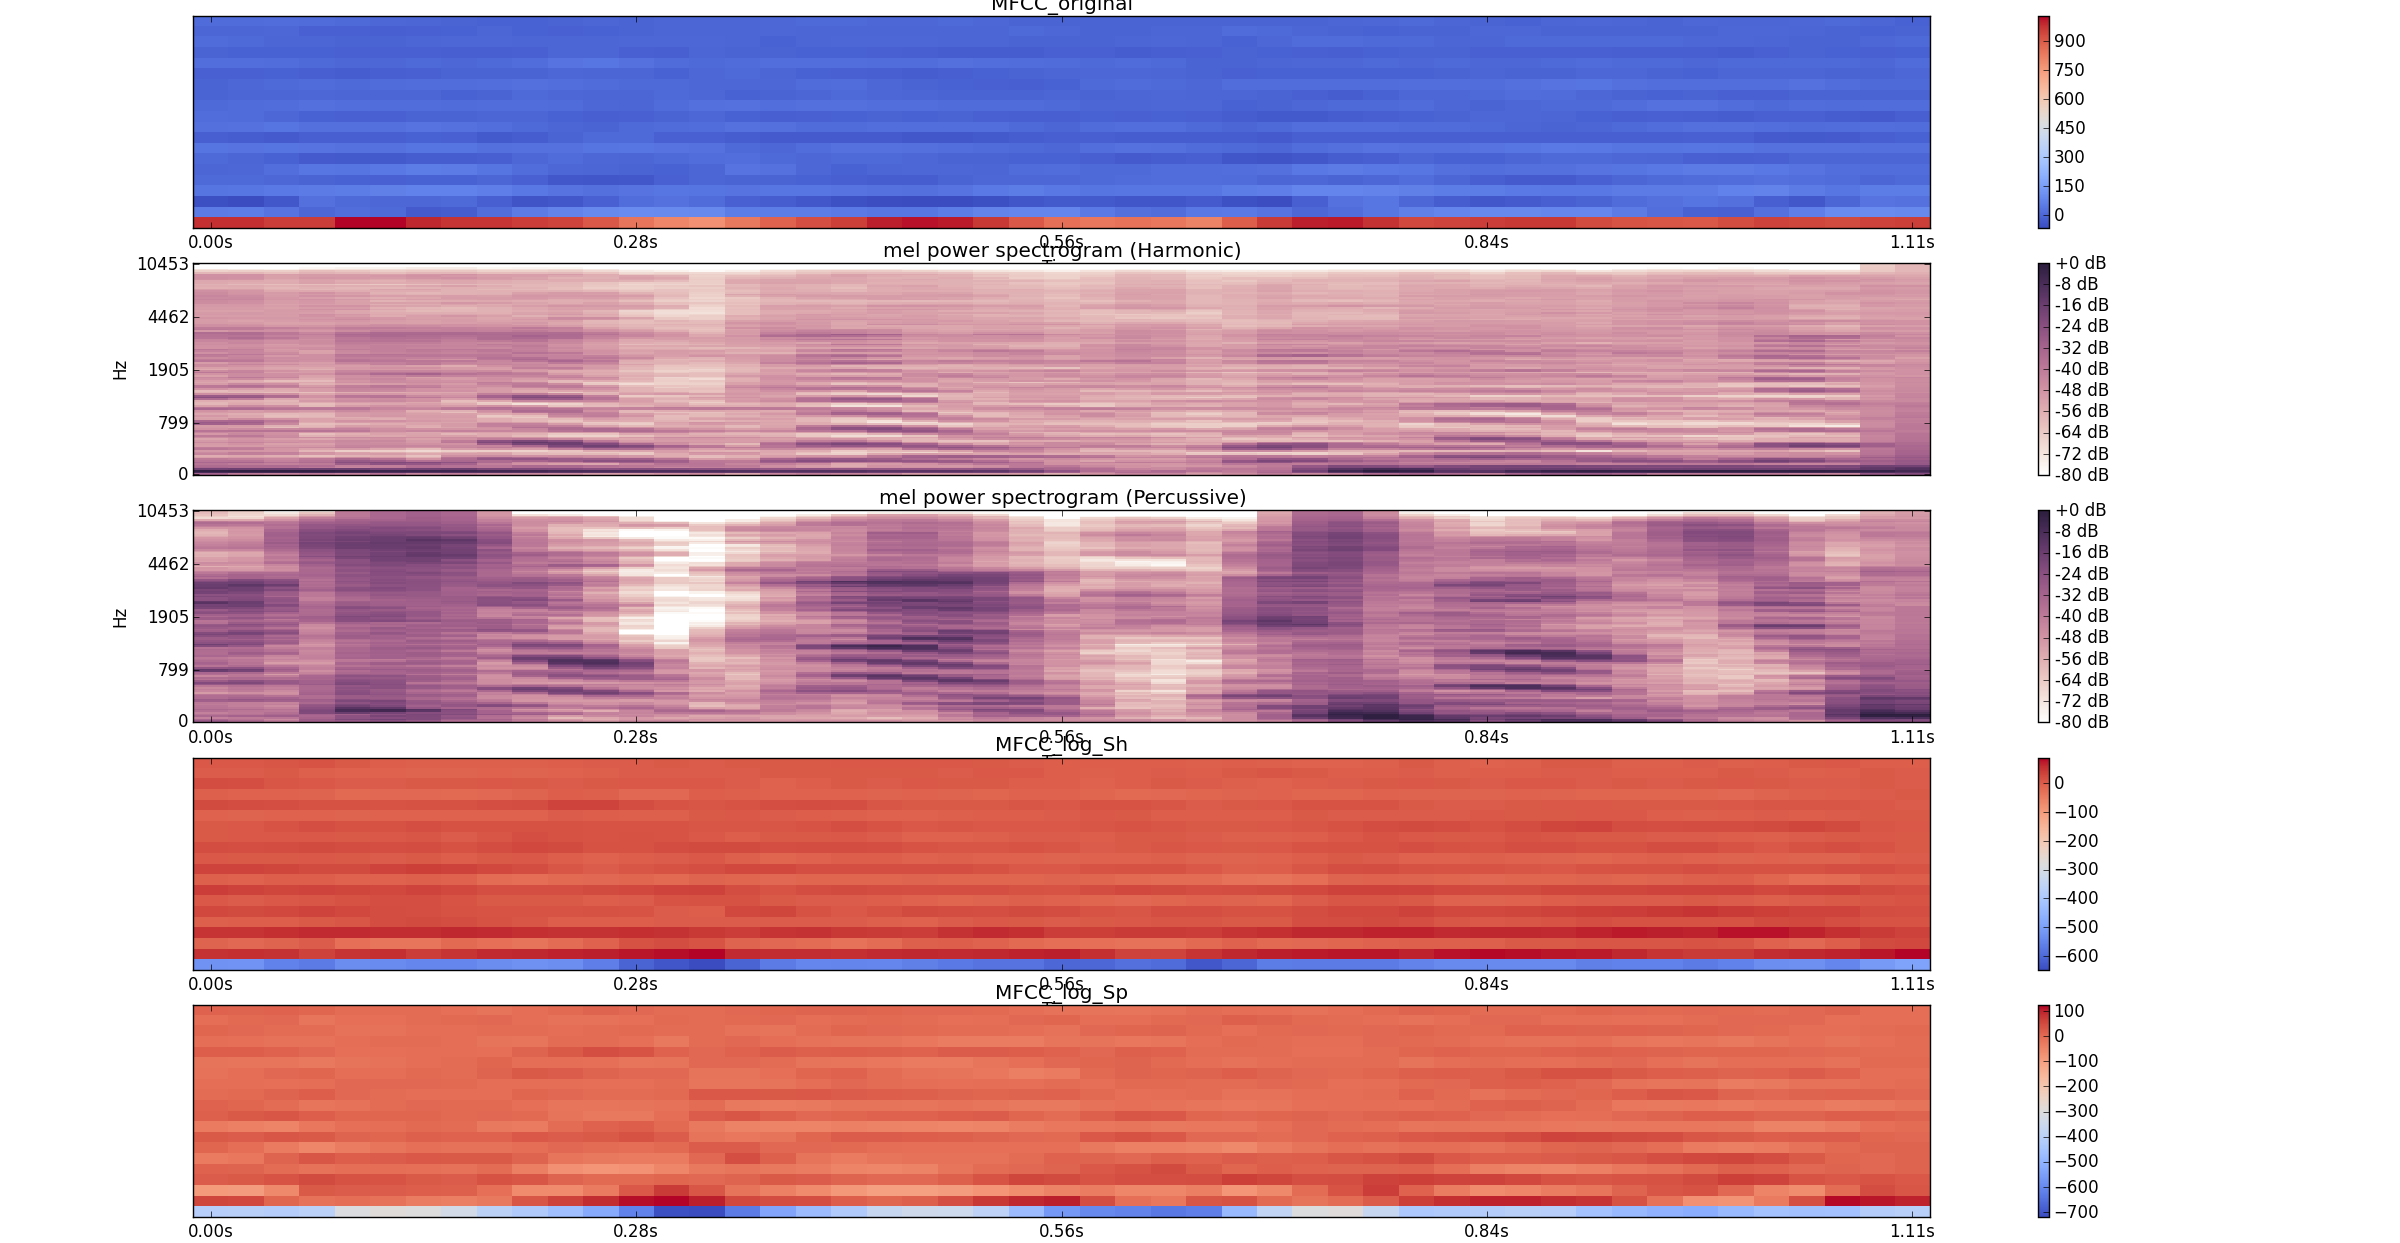 MFCC_original
900
750
600
450
300
150
0
0.00s 0.28s 0.56s 0.84s 1.11s
mel power spectrogram (Harmonic)
10453
4462
1905
799
0
Hz
+0 dB
-8 dB
-16 dB
-24 dB
-32 dB
-40 dB
-48 dB
-56 dB
-64 dB
-72 dB
-80 dB
mel power spectrogram (Percussive)
10453
4462
1905
799
0
Hz
+0 dB
-8 dB
-16 dB
-24 dB
-32 dB
-40 dB
-48 dB
-56 dB
-64 dB
-72 dB
-80 dB
0.00s 0.28s 0.56s 0.84s 1.11s
MFCC_log_Sh
0
−100
−200
−300
−400
−500
−600
0.00s 0.28s 0.56s 0.84s 1.11s
MFCC_log_Sp
100
0
−100
−200
−300
−400
−500
−600
−700
0.00s 0.28s 0.56s 0.84s 1.11s